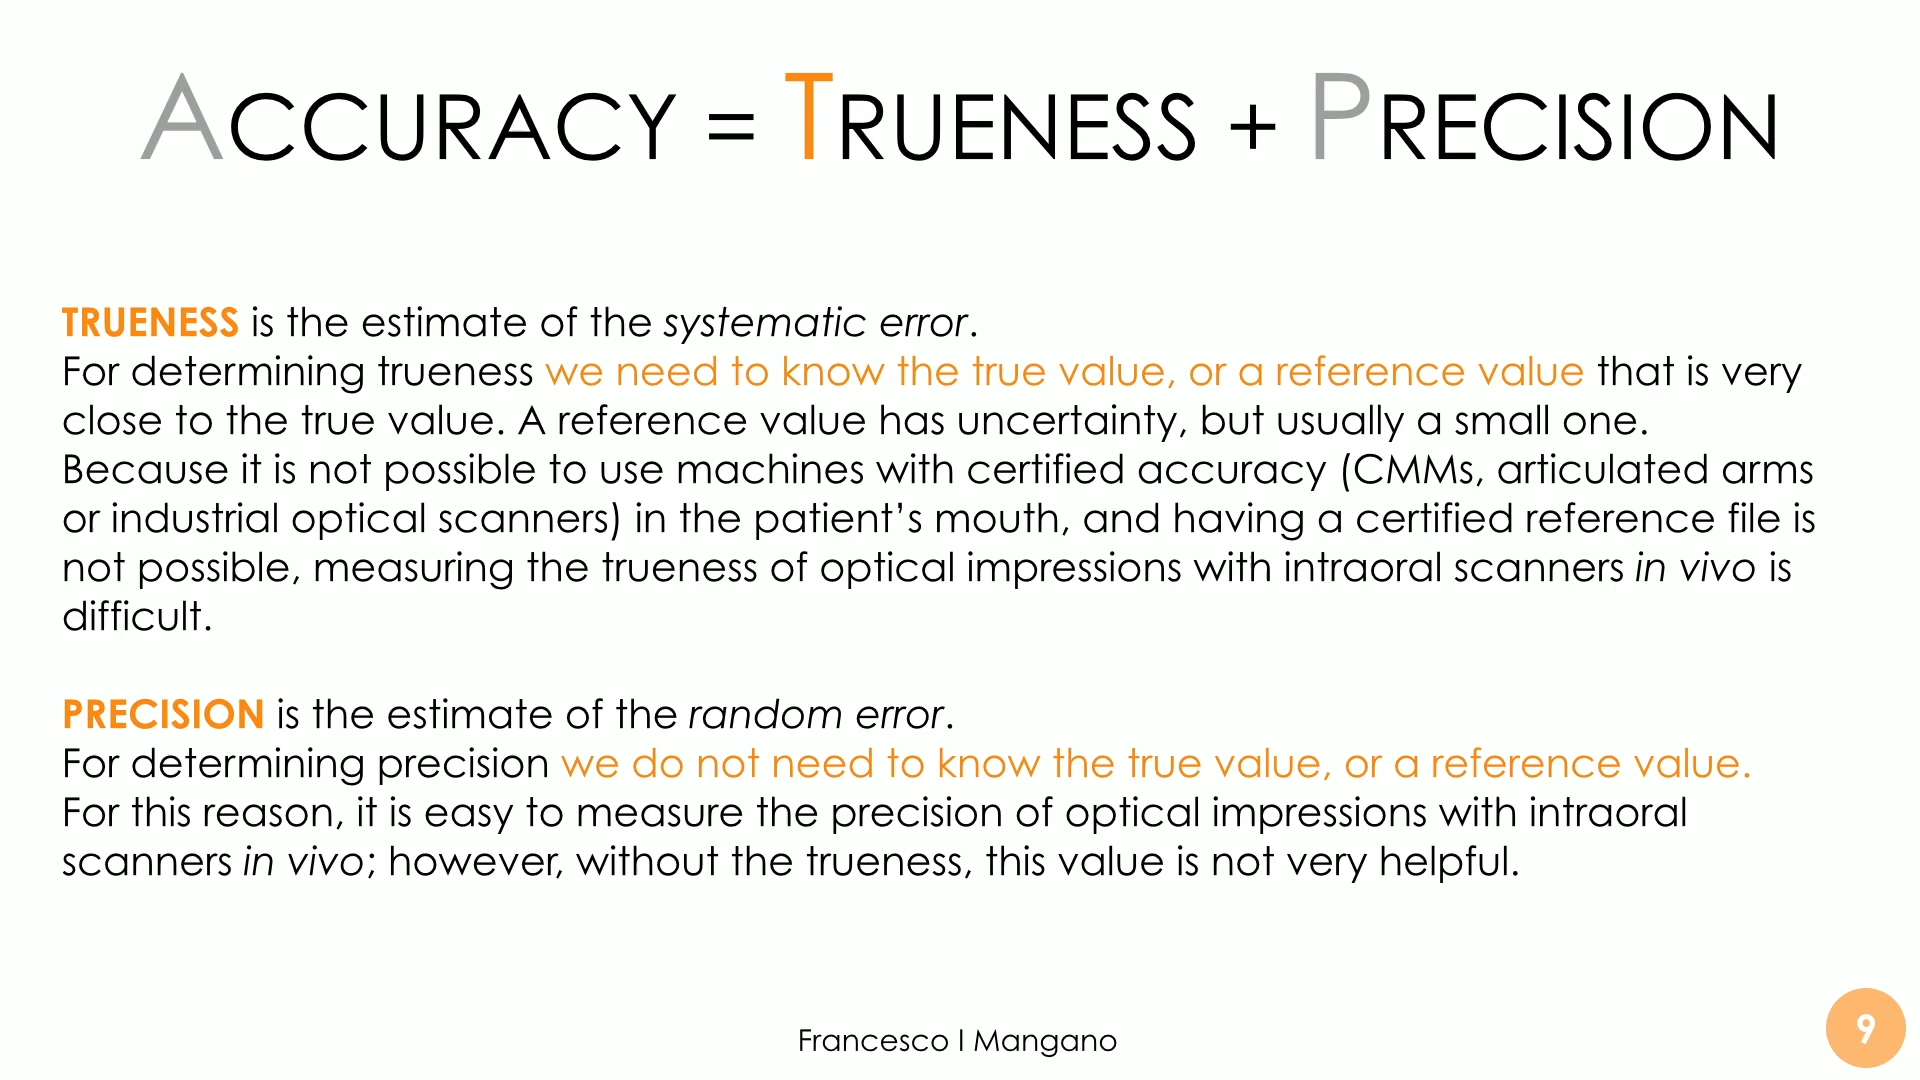 ACCURACY = TRUENESS + PRECISION
TRUENESS is the estimate of the systematic error.
For determining trueness we need to know the true value, or a reference value that is very
close to the true value. A reference value has uncertainty, but usually a small one.
Because it is not possible to use machines with certified accuracy (CMMs, articulated arms
or industrial optical scanners) in the patient’s mouth, and having a certified reference file is
not possible, measuring the trueness of optical impressions with intraoral scanners in vivo is
difficult.
PRECISION is the estimate of the random error.
For determining precision we do not need to know the true value, or a reference value.
For this reason, it is easy to measure the precision of optical impressions with intraoral
scanners in vivo; however, without the trueness, this value is not very helpful.
Francesco I Mangano
9